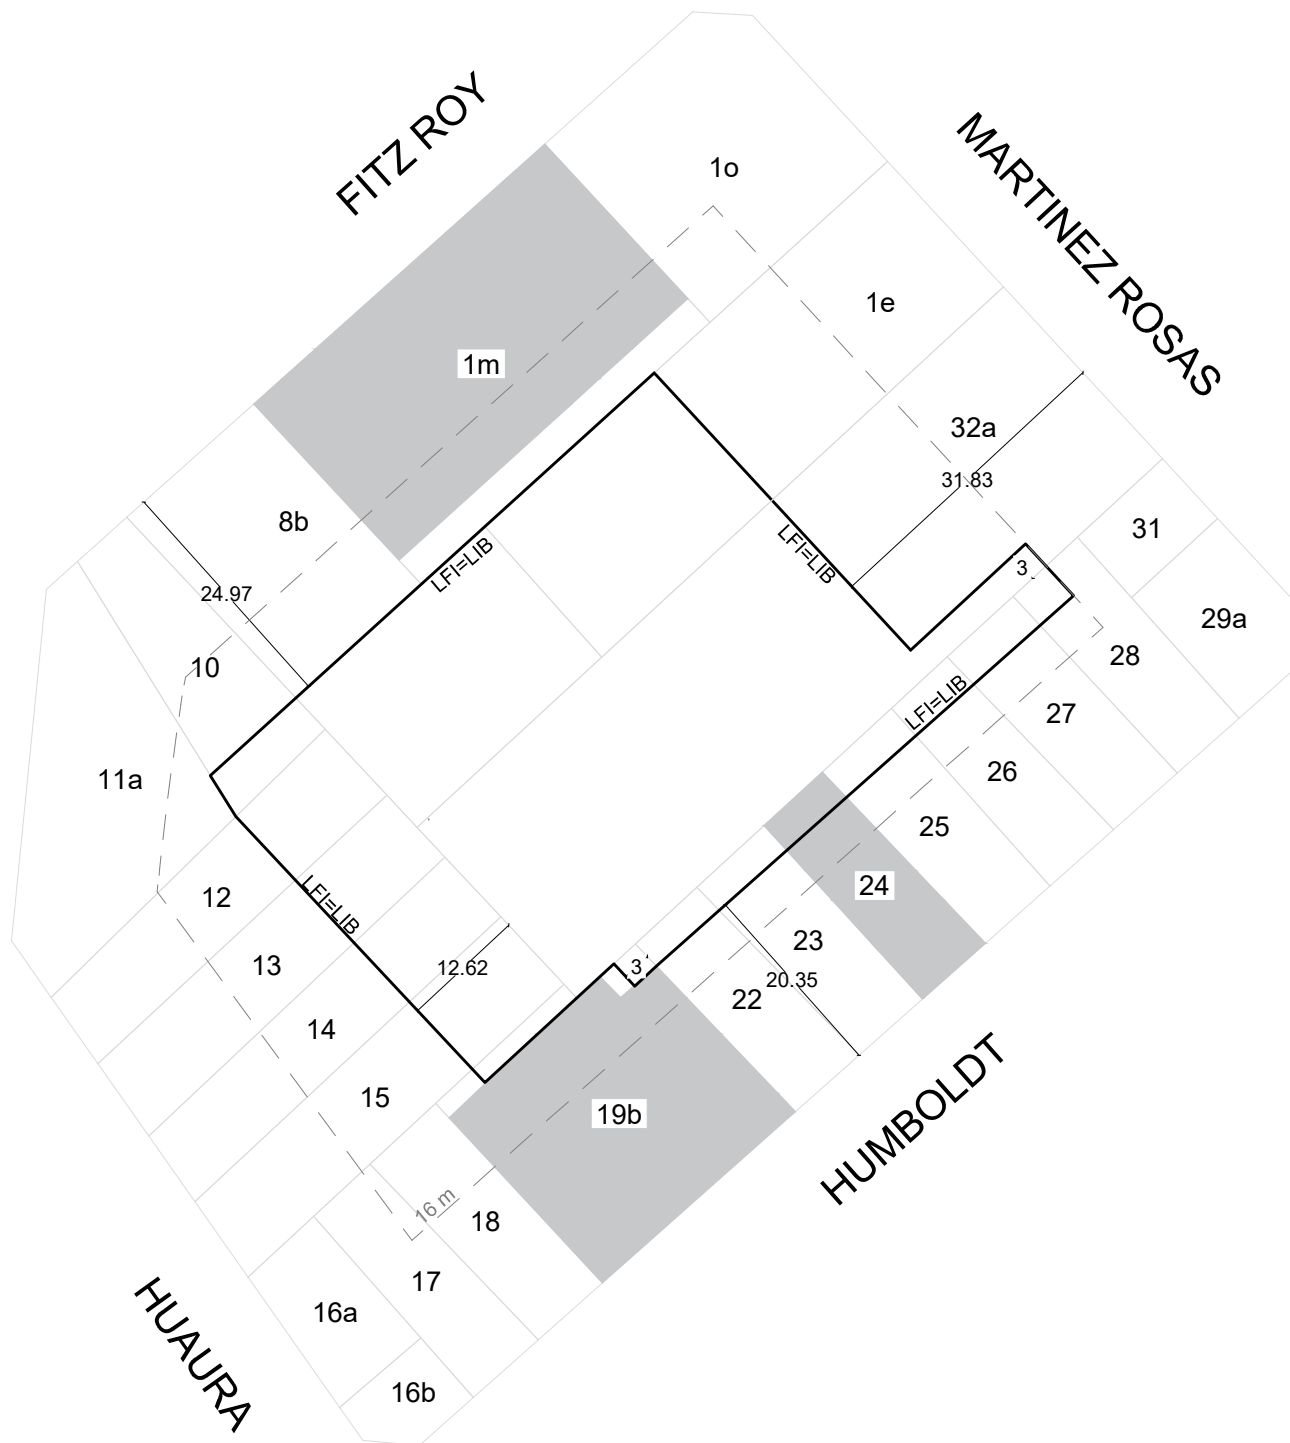 FITZ ROY
MARTINEZ ROSAS
1o
1e
1m
32a
31.83
8b
31
LFI=LIB
LFI=LIB
3
24.97
29a
10
28
LFI=LIB
27
11a
26
25
24
12
LFI=LIB
23
13
12.62
3
20.35
22
14
15
19b
HUMBOLDT
16 m
18
17
16a
HUAURA
16b